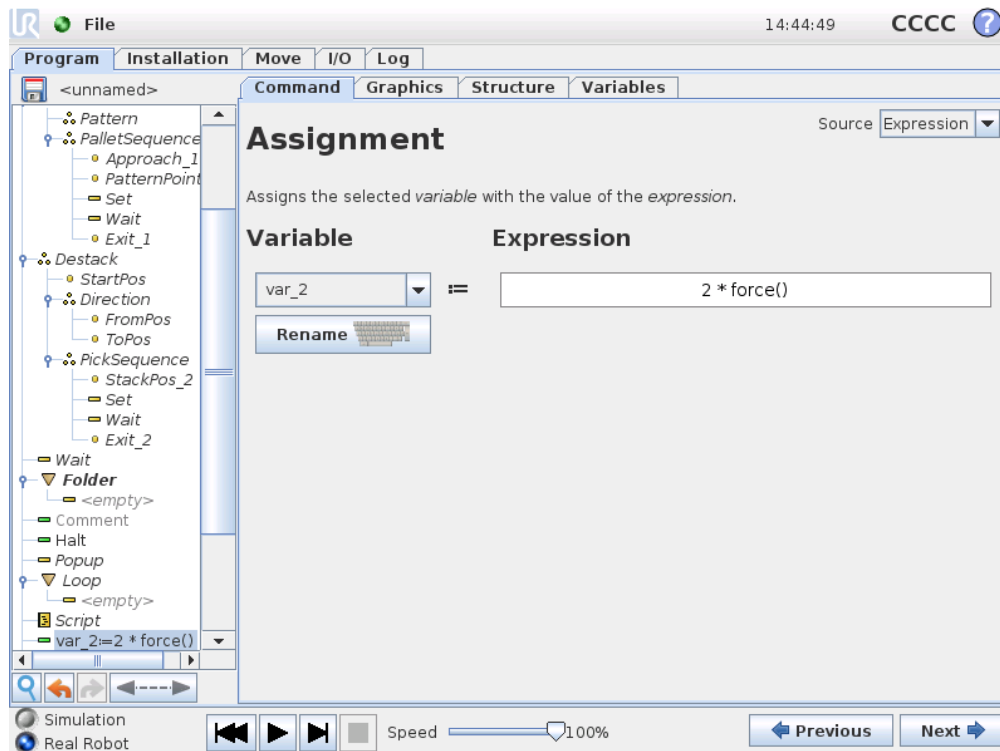 UR File 14:44:49 CCCC ?
Program Installation Move I/O Log
<unnamed>
Command Graphics Structure Variables
Pattern
PalletSequence
Approach_1
PatternPoint
Set
Wait
Exit_1
Destack
StartPos
Direction
FromPos
ToPos
PickSequence
StackPos_2
Set
Wait
Exit_2
Wait
Folder
<empty>
Comment
Halt
Popup
Loop
<empty>
Script
var_2:=2 * force()
Assignment
Source Expression
Assigns the selected variable with the value of the expression.
Variable Expression
var_2 := 2 * force()
Rename
Simulation
Real Robot
Speed 100%
Previous Next